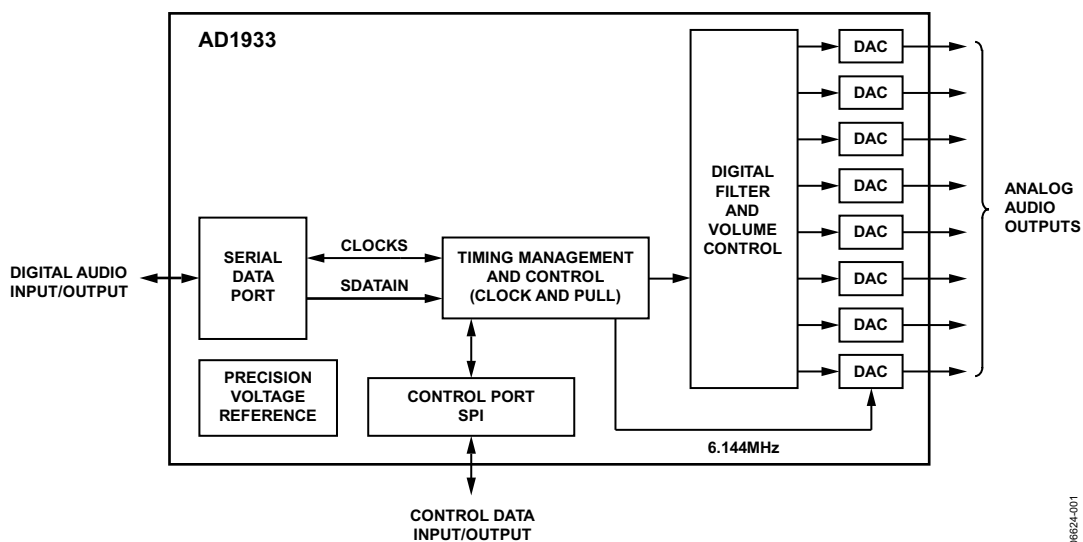 AD1933
DIGITAL AUDIO
INPUT/OUTPUT
SERIAL
DATA
PORT
CLOCKS
SDATAIN
TIMING MANAGEMENT
AND CONTROL
(CLOCK AND PULL)
PRECISION
VOLTAGE
REFERENCE
CONTROL PORT
SPI
CONTROL DATA
INPUT/OUTPUT
6.144MHz
DIGITAL
FILTER
AND
VOLUME
CONTROL
DAC
DAC
DAC
DAC
DAC
DAC
DAC
DAC
ANALOG
AUDIO
OUTPUTS
06624-001